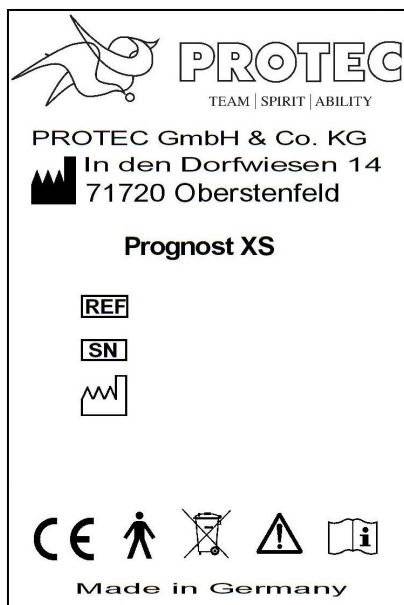 PROTEC
TEAM | SPIRIT | ABILITY
PROTEC GmbH & Co. KG
In den Dorfwiesen 14
71720 Oberstenfeld
Prognost XS
REF
SN
CE
i
Made in Germany